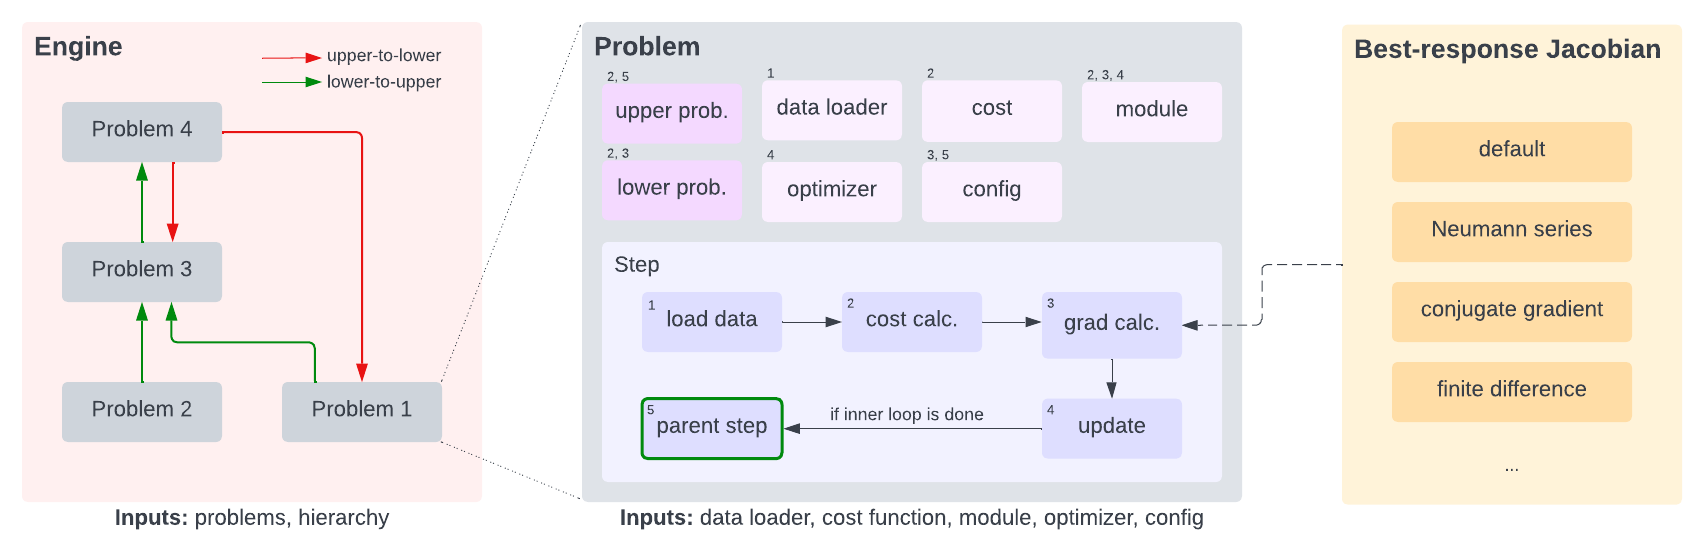 Engine
upper-to-lower
lower-to-upper
Problem 4
Problem 3
Problem 2
Problem 1
Inputs: problems, hierarchy
Problem
2, 5
upper prob.
1
data loader
2
cost
2, 3, 4
module
2, 3
lower prob.
4
optimizer
3, 5
config
Step
1
load data
2
cost calc.
3
grad calc.
5
parent step
if inner loop is done
4
update
Inputs: data loader, cost function, module, optimizer, config
Best-response Jacobian
default
Neumann series
conjugate gradient
finite difference
...